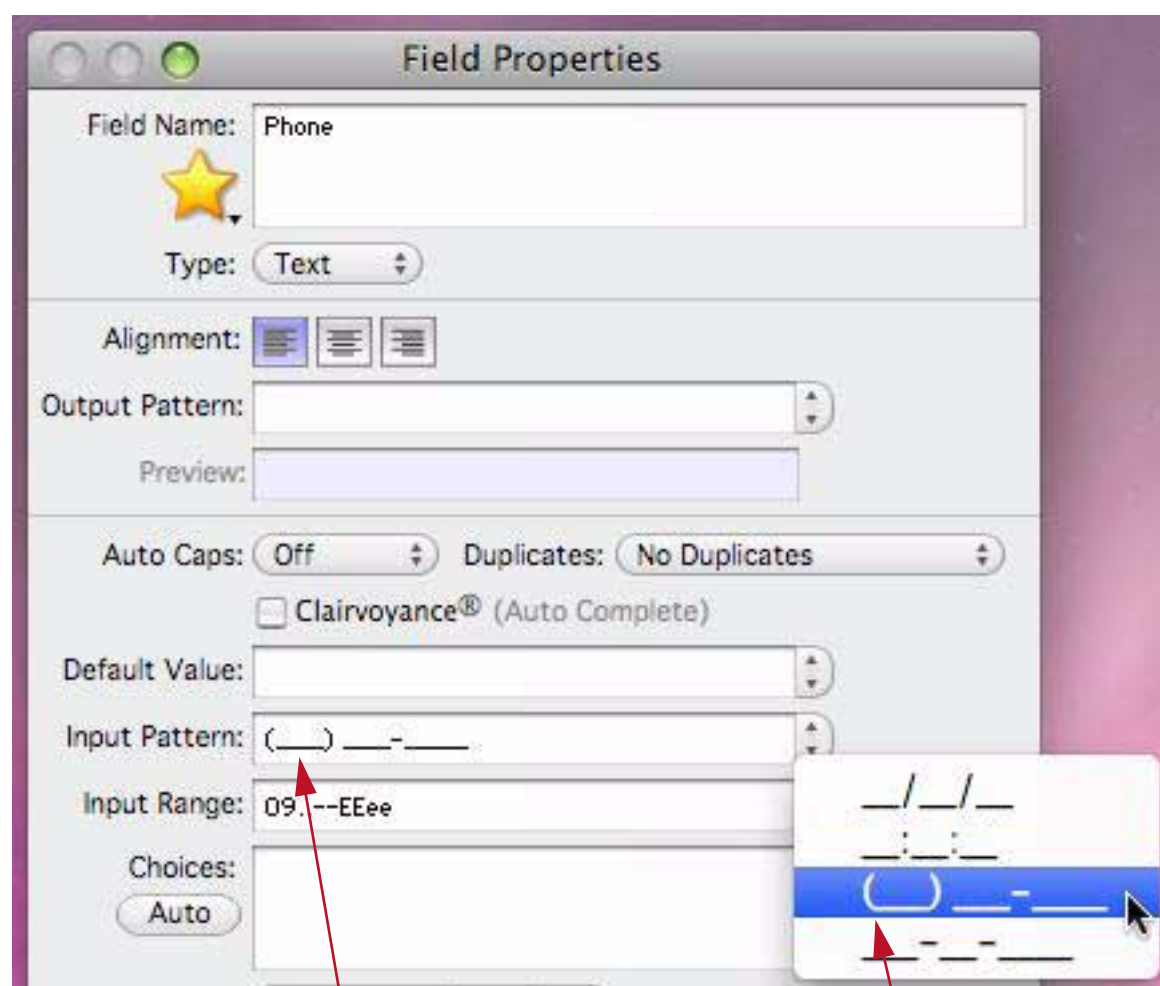 Field Properties
Field Name: Phone
Type: Text
Alignment:
Output Pattern:
Preview:
Auto Caps: Off Duplicates: No Duplicates
Clairvoyance® (Auto Complete)
Default Value:
Input Pattern: (___) ___-____
Input Range: 09.--EEee
Choices:
Auto
__/__/__
__:__:__
(___) ___-____
___-__-____